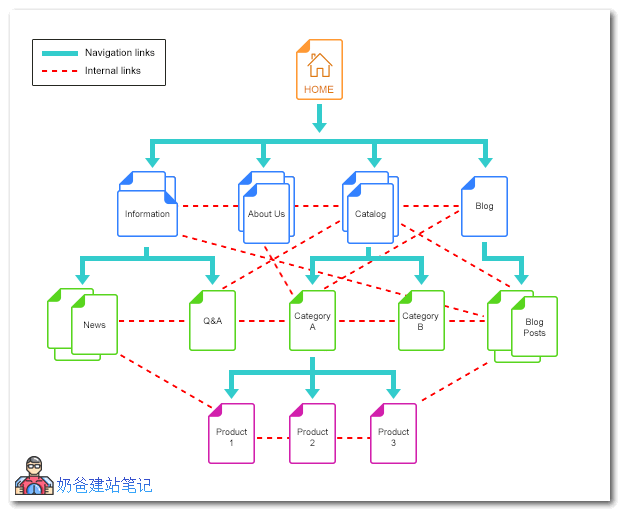 Navigation links
Internal links
HOME
Information
About Us
Catalog
Blog
News
Q&A
Category
A
Category
B
Blog
Posts
Product
1
Product
2
Product
3
奶爸建站笔记